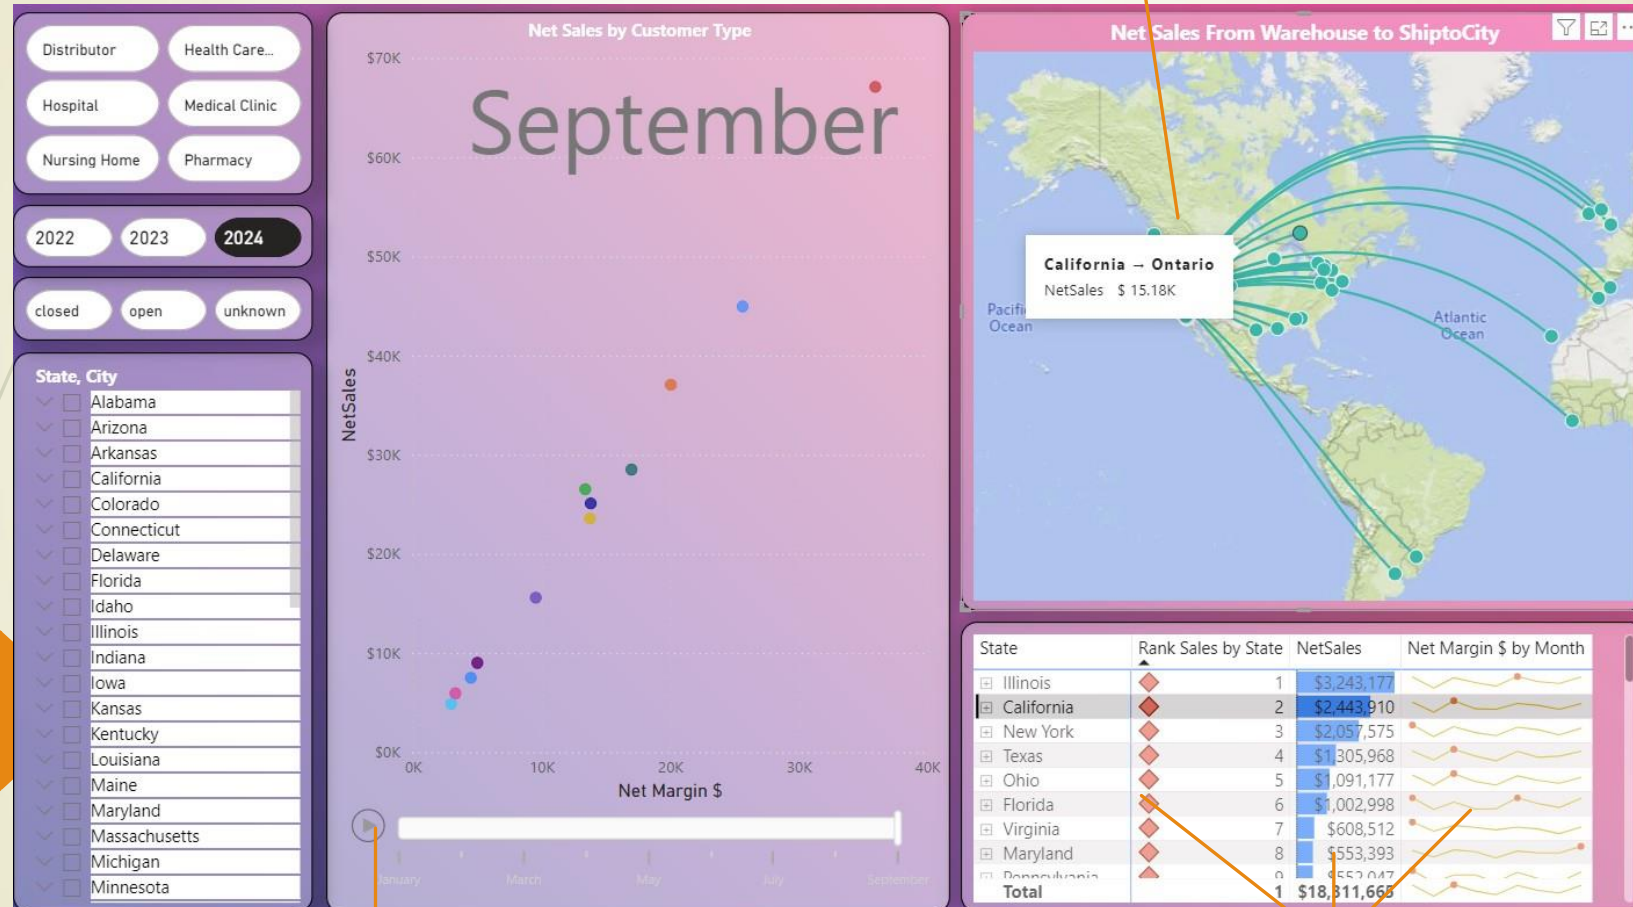 Distributor
Health Care...
Hospital
Medical Clinic
Nursing Home
Pharmacy
2022
2023
2024
closed
open
unknown
State, City
Alabama
Arizona
Arkansas
California
Colorado
Connecticut
Delaware
Florida
Idaho
Illinois
Indiana
Iowa
Kansas
Kentucky
Louisiana
Maine
Maryland
Massachusetts
Michigan
Minnesota
Net Sales by Customer Type
September
$70K
$60K
$50K
$40K
$30K
$20K
$10K
$0K
NetSales
0K 10K 20K 30K 40K
Net Margin $
January March May July September
Net Sales From Warehouse to ShiptoCity
California → Ontario
NetSales $ 15.18K
Pacific
Ocean
Atlantic
Ocean
State Rank Sales by State NetSales Net Margin $ by Month
Illinois 1 $3,243,177
California 2 $2,443,910
New York 3 $2,057,575
Texas 4 $1,305,968
Ohio 5 $1,091,177
Florida 6 $1,002,998
Virginia 7 $608,512
Maryland 8 $553,393
Pennsylvania 9 $552,047
Total 1 $18,811,665